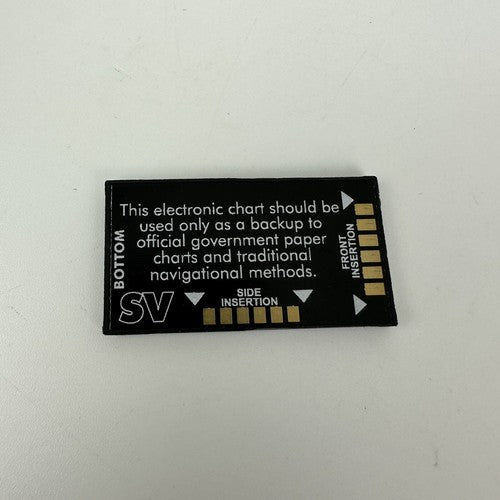 This electronic chart should be
used only as a backup to
official government paper
charts and traditional
navigational methods.
BOTTOM
SV
SIDE
INSERTION
FRONT
INSERTION